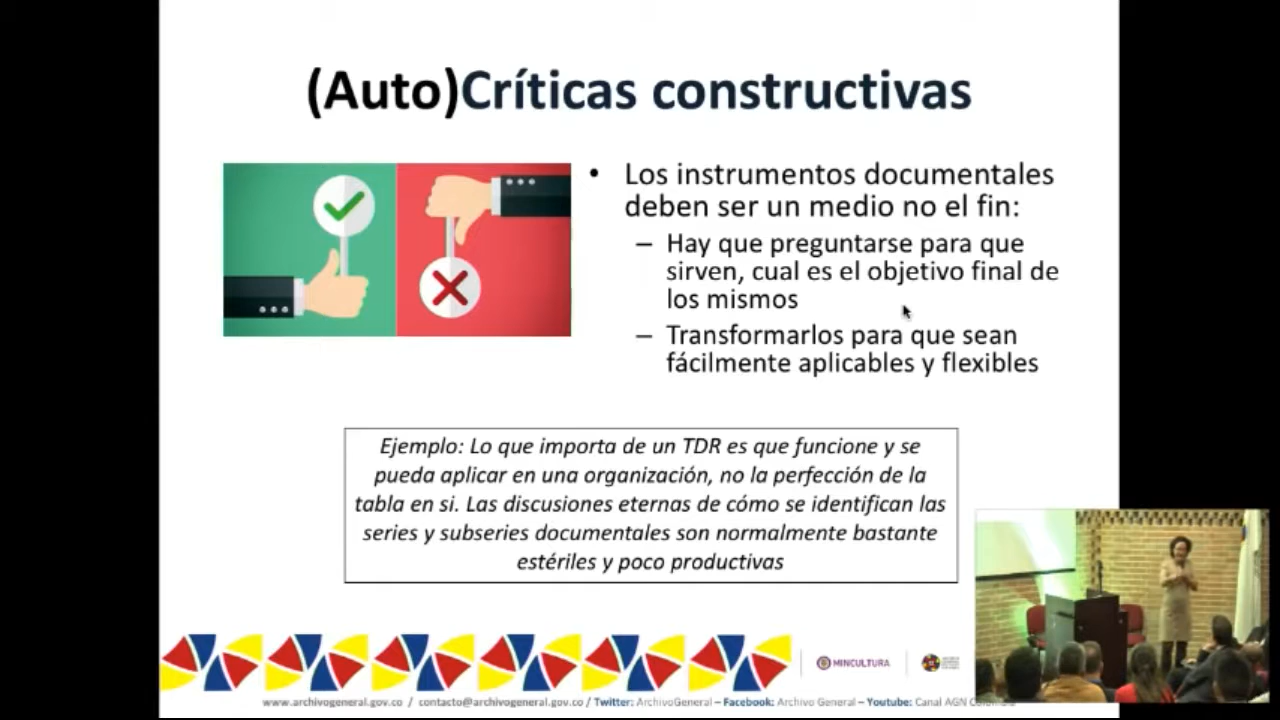 (Auto)Críticas constructivas
• Los instrumentos documentales
deben ser un medio no el fin:
– Hay que preguntarse para que
sirven, cual es el objetivo final de
los mismos
– Transformarlos para que sean
fácilmente aplicables y flexibles
Ejemplo: Lo que importa de un TDR es que funcione y se
pueda aplicar en una organización, no la perfección de la
tabla en si. Las discusiones eternas de cómo se identifican las
series y subseries documentales son normalmente bastante
estériles y poco productivas
MINCULTURA
www.archivogeneral.gov.co / contacto@archivogeneral.gov.co / Twitter: ArchivoGeneral – Facebook: Archivo General – Youtube: Canal AGN Colombia